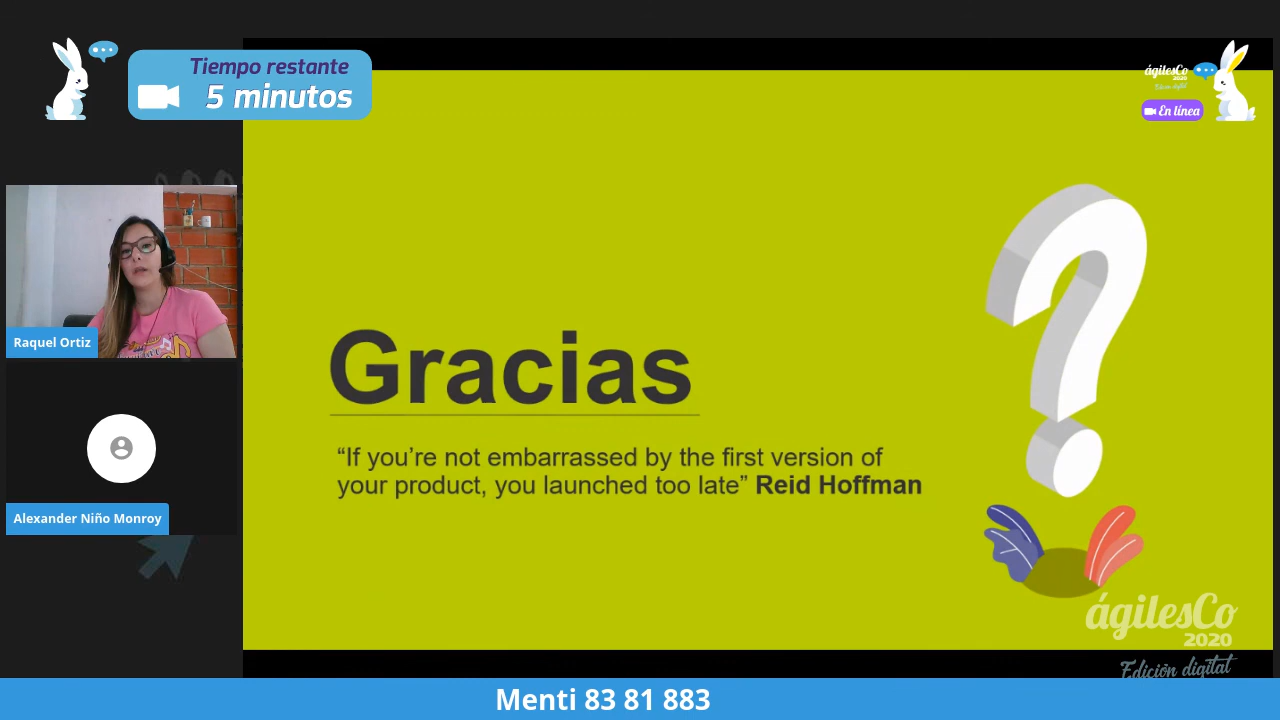 Tiempo restante
5 minutos
ágilesCo
2020
Edición digital
En línea
Raquel Ortiz
Alexander Niño Monroy
Gracias
“If you’re not embarrassed by the first version of
your product, you launched too late” Reid Hoffman
ágilesCo
2020
Edición digital
Menti 83 81 883